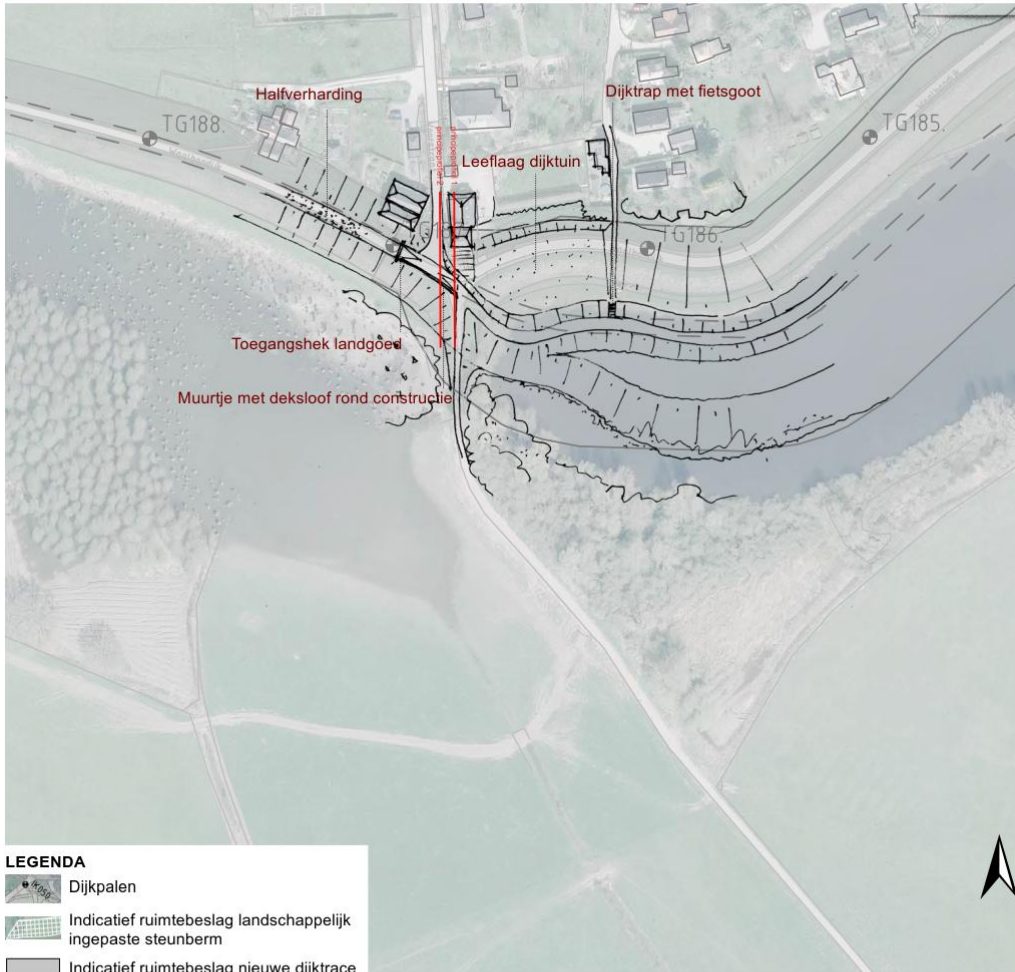 Halfverharding
Dijktrap met fietsgoot
TG188.
TG185.
Leeflaag dijktuin
TG186.
Toegangshek landgoed
Muurtje met deksloof rond constructie
LEGENDA
Dijkpalen
Indicatief ruimtebeslag landschappelijk
ingepaste steunberm
Indicatief ruimtebeslag nieuwe dijktrace